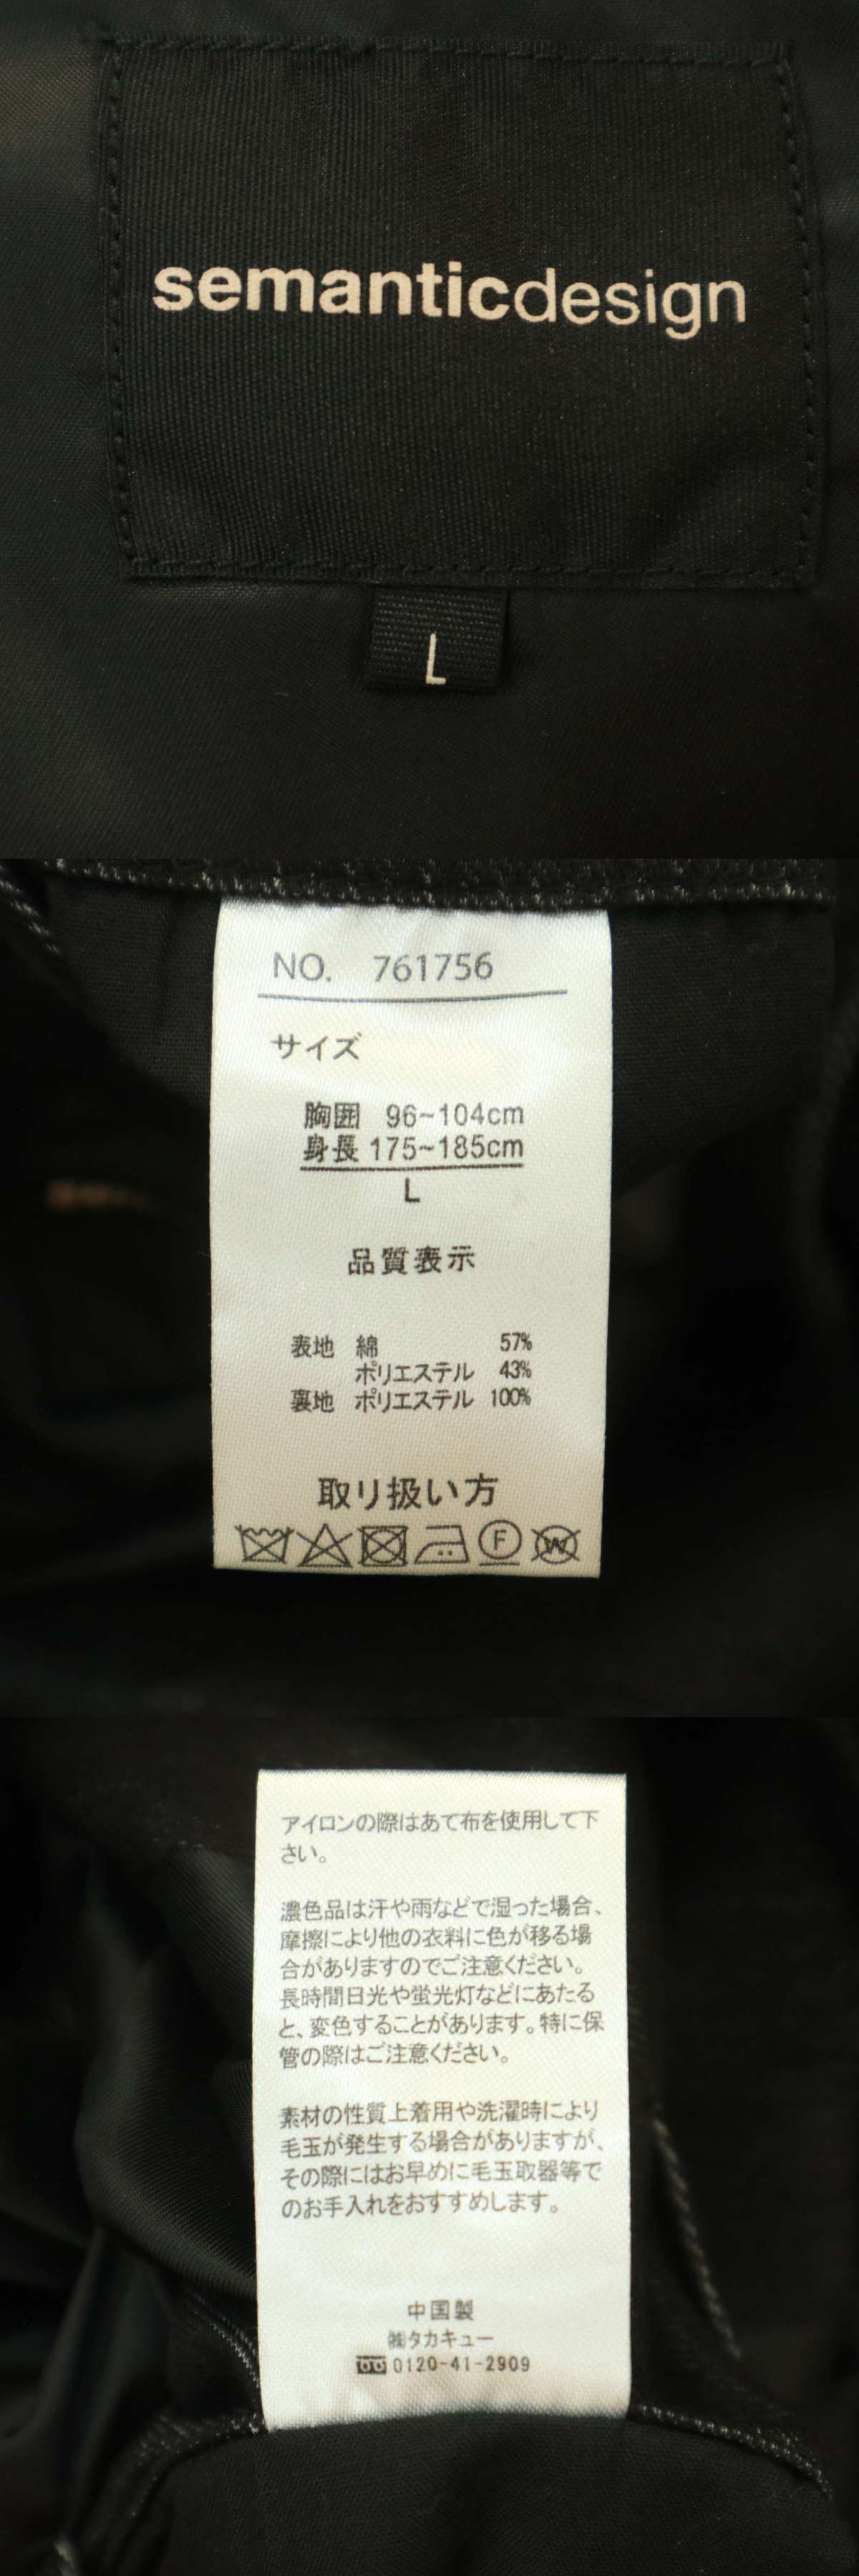 semanticdesign
L
NO. 761756
サイズ
胸囲 96~104cm
身長 175~185cm
L
品質表示
表地 綿 57%
ポリエステル 43%
裏地 ポリエステル 100%
取り扱い方
F W
アイロンの際はあて布を使用して下
さい。
濃色品は汗や雨などで湿った場合、
摩擦により他の衣料に色が移る場
合がありますのでご注意ください。
長時間日光や蛍光灯などにあたる
と、変色することがあります。特に保
管の際はご注意ください。
素材の性質上着用や洗濯時により
毛玉が発生する場合がありますが、
その際にはお早めに毛玉取器等で
のお手入れをおすすめします。
中国製
㈱タカキュー
0120-41-2909